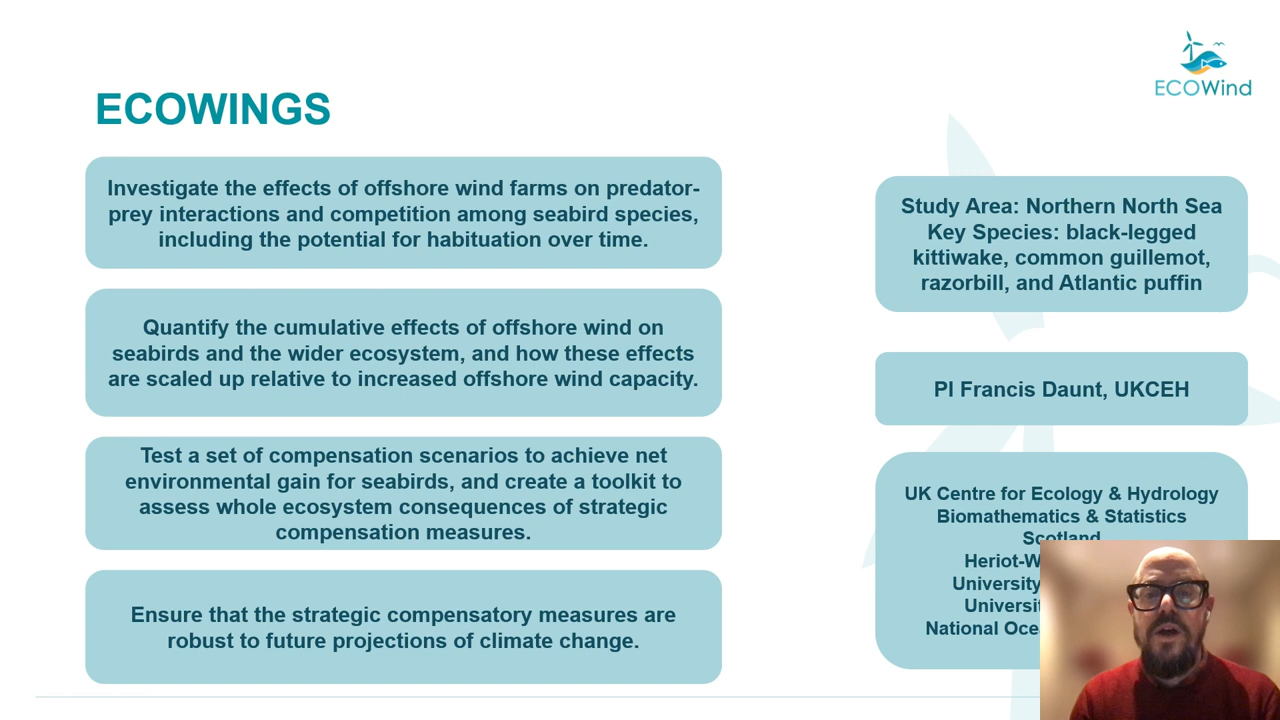 ECOWind
ECOWINGS
Investigate the effects of offshore wind farms on predator-
prey interactions and competition among seabird species,
including the potential for habituation over time.
Quantify the cumulative effects of offshore wind on
seabirds and the wider ecosystem, and how these effects
are scaled up relative to increased offshore wind capacity.
Test a set of compensation scenarios to achieve net
environmental gain for seabirds, and create a toolkit to
assess whole ecosystem consequences of strategic
compensation measures.
Ensure that the strategic compensatory measures are
robust to future projections of climate change.
Study Area: Northern North Sea
Key Species: black-legged
kittiwake, common guillemot,
razorbill, and Atlantic puffin
PI Francis Daunt, UKCEH
UK Centre for Ecology & Hydrology
Biomathematics & Statistics
Scotland
Heriot-W
University
Universit
National Oce